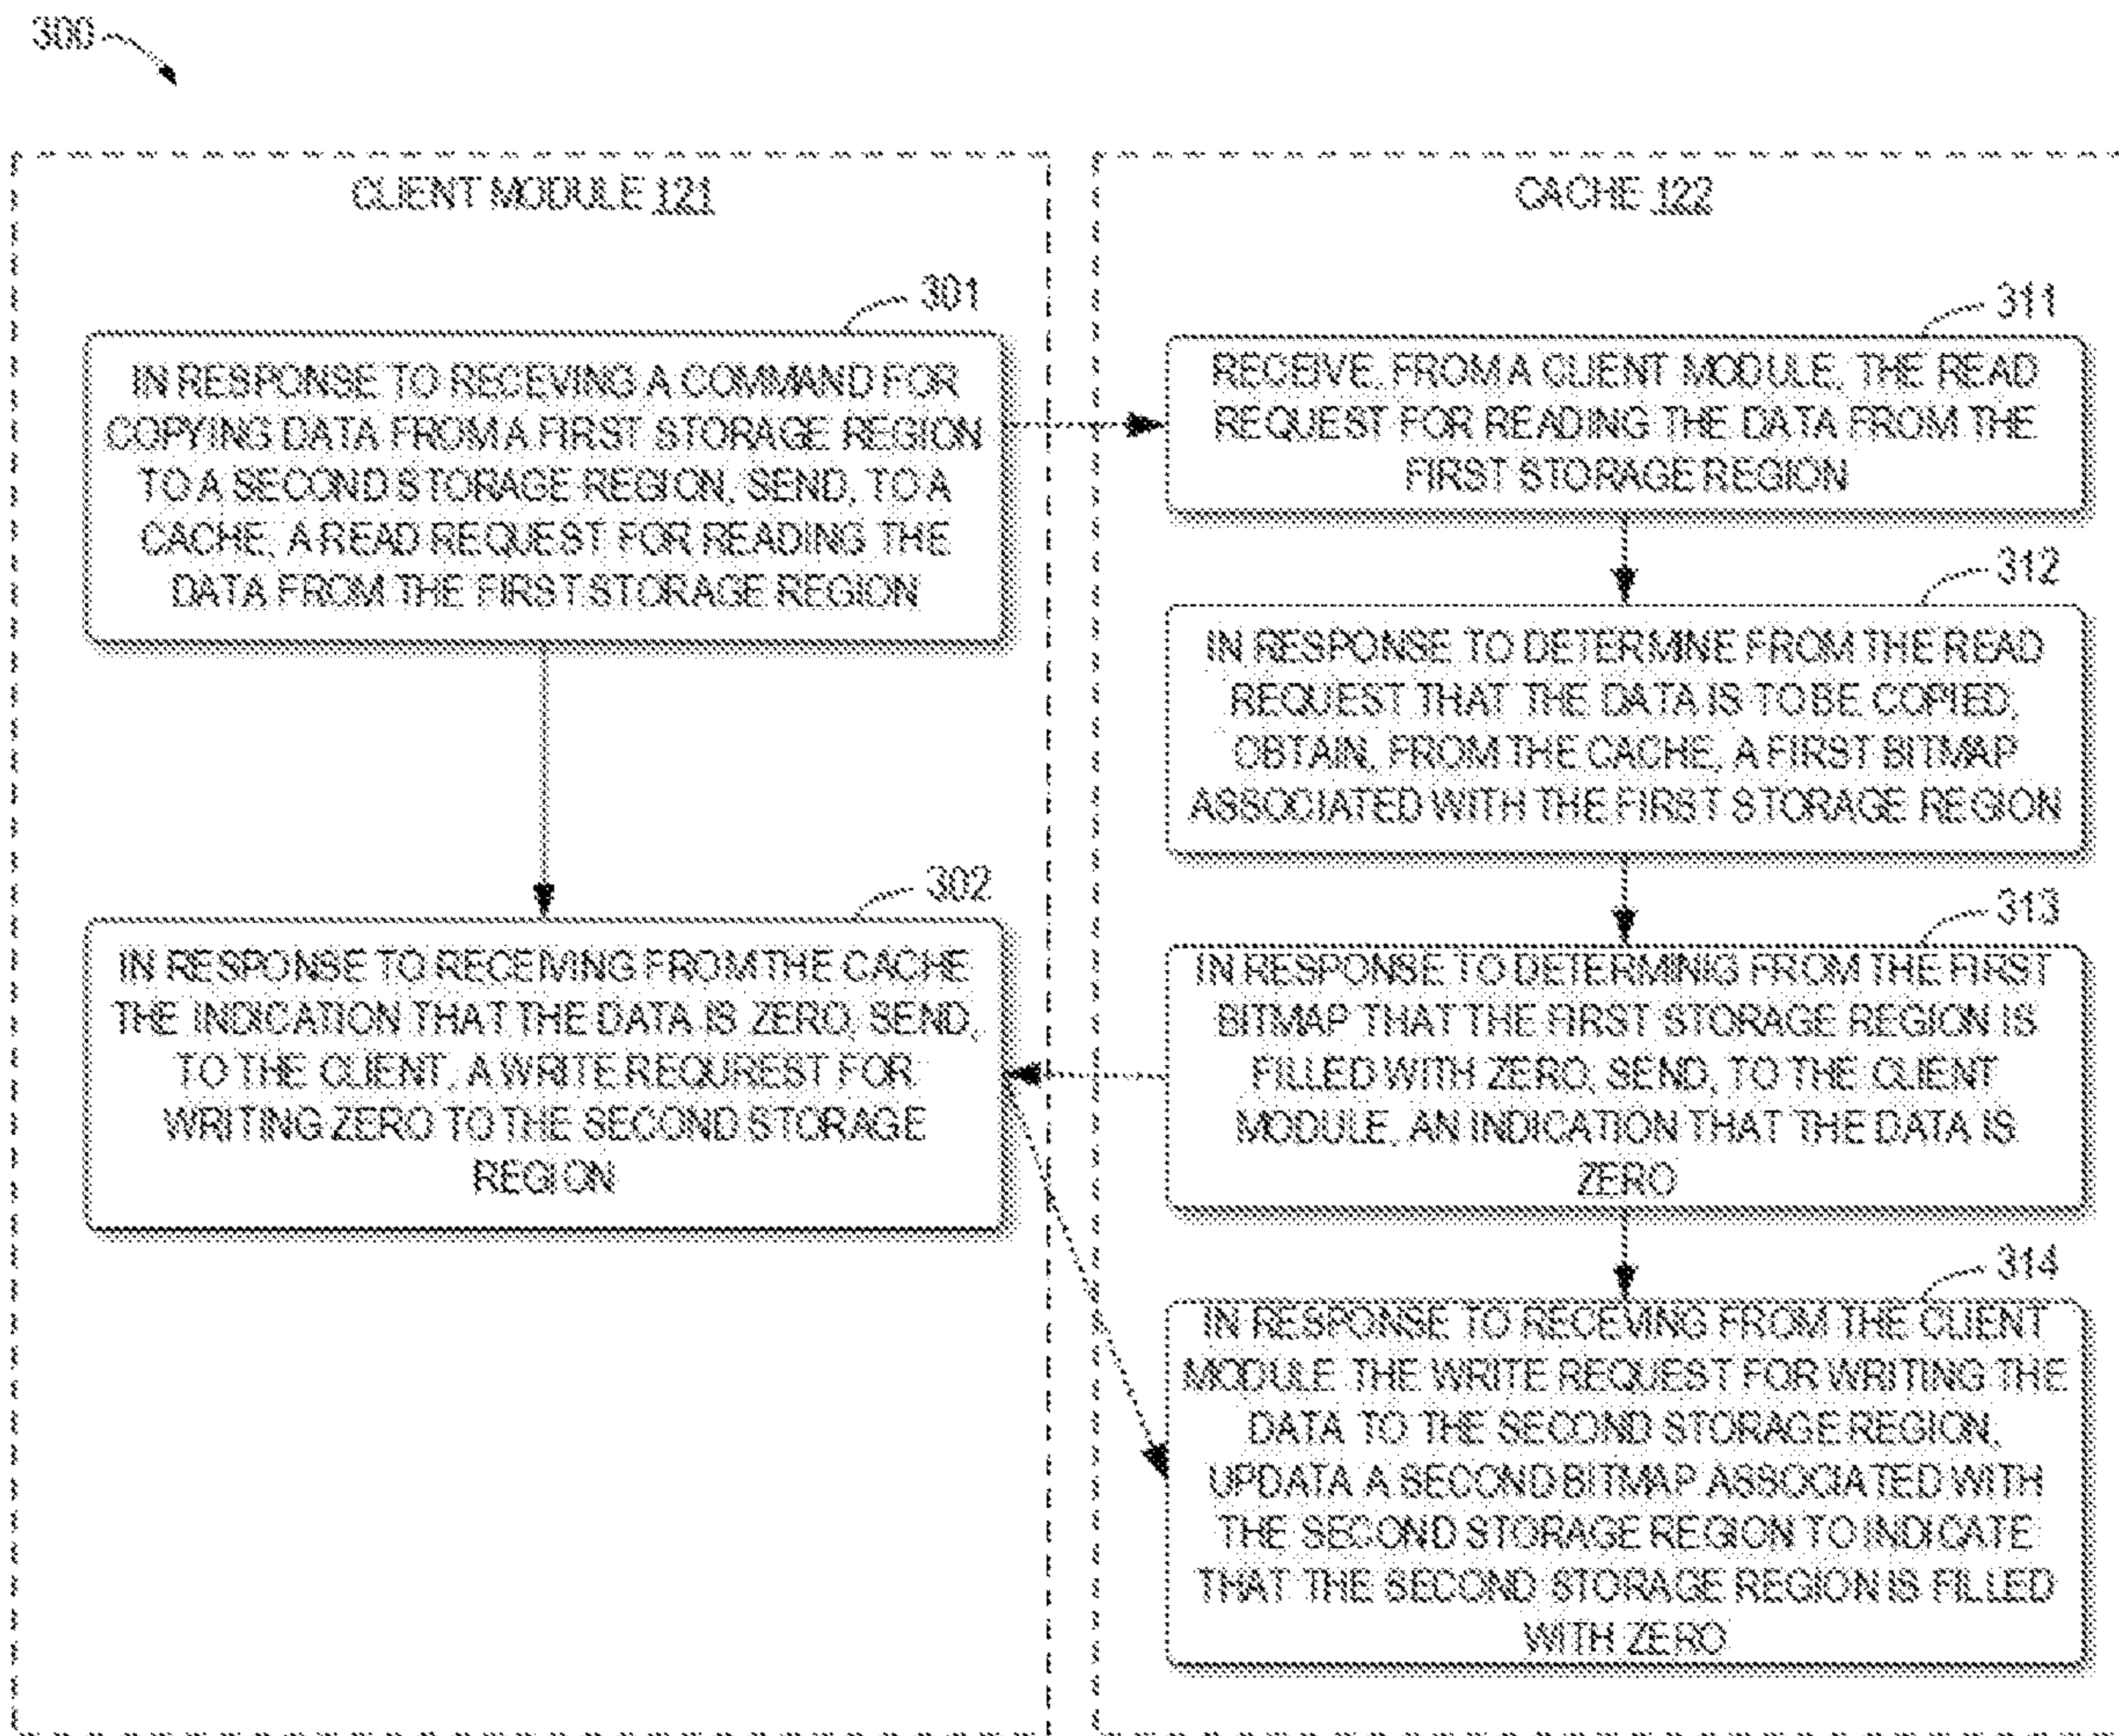 300
CLIENT MODULE 121
301
IN RESPONSE TO RECEVING A COMMAND FOR
COPYING DATA FROM A FIRST STORAGE REGION
TO A SECOND STORAGE REGION, SEND, TO A
CACHE, A READ REQUEST FOR READING THE
DATA FROM THE FIRST STORAGE REGION
302
IN RESPONSE TO RECEIVING FROM THE CACHE
THE INDICATION THAT THE DATA IS ZERO, SEND,
TO THE CLIENT, A WRITE REQUREST FOR
WRITING ZERO TO THE SECOND STORAGE
REGION
CACHE 122
311
RECEIVE, FROM A CLIENT MODULE, THE READ
REQUEST FOR READING THE DATA FROM THE
FIRST STORAGE REGION
312
IN RESPONSE TO DETERMINE FROM THE READ
REQUEST THAT THE DATA IS TO BE COPIED,
OBTAIN, FROM THE CACHE, A FIRST BITMAP
ASSOCIATED WITH THE FIRST STORAGE REGION
313
IN RESPONSE TO DETERMINIG FROM THE FIRST
BITMAP THAT THE FIRST STORAGE REGION IS
FILLED WITH ZERO, SEND, TO THE CLIENT
MODULE, AN INDICATION THAT THE DATA IS
ZERO
314
IN RESPONSE TO RECEVING FROM THE CLIENT
MODULE THE WRITE REQUEST FOR WRITING THE
DATA TO THE SECOND STORAGE REGION,
UPDATA A SECOND BITMAP ASSOCIATED WITH
THE SECOND STORAGE REGION TO INDICATE
THAT THE SECOND STORAGE REGION IS FILLED
WITH ZERO